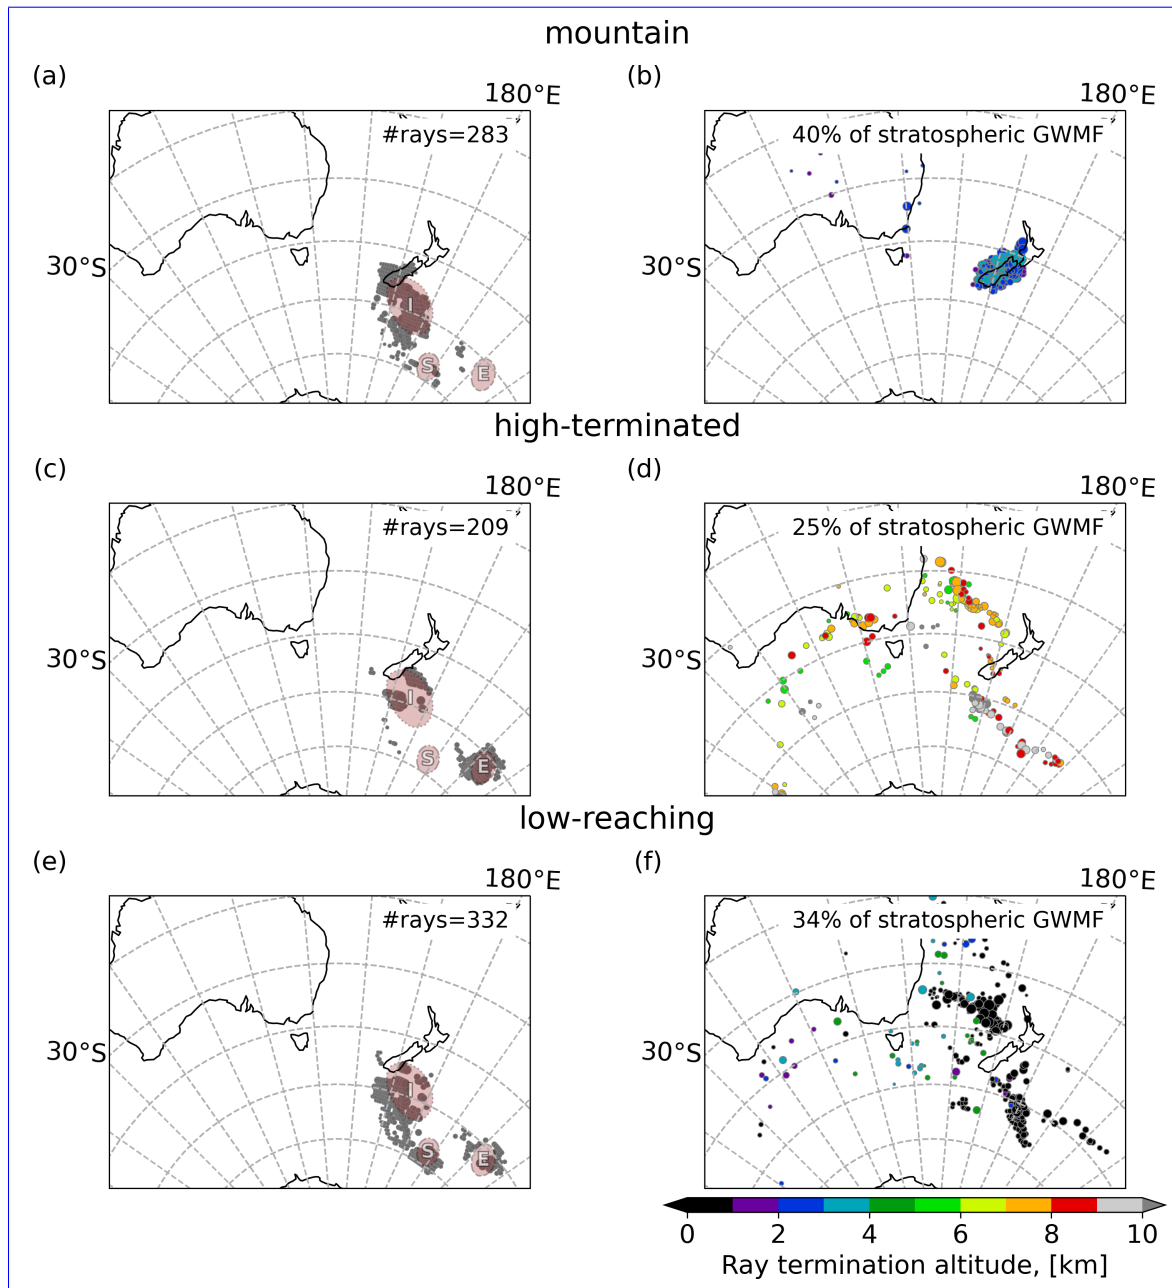 mountain
(a)
(b)
180°E
180°E
#rays=283
40% of stratospheric GWMF
30°S
30°S
I
S
E
high-terminated
(c)
(d)
180°E
180°E
#rays=209
25% of stratospheric GWMF
30°S
30°S
I
S
E
low-reaching
(e)
(f)
180°E
180°E
#rays=332
34% of stratospheric GWMF
30°S
30°S
I
S
E
0 2 4 6 8 10
Ray termination altitude, [km]